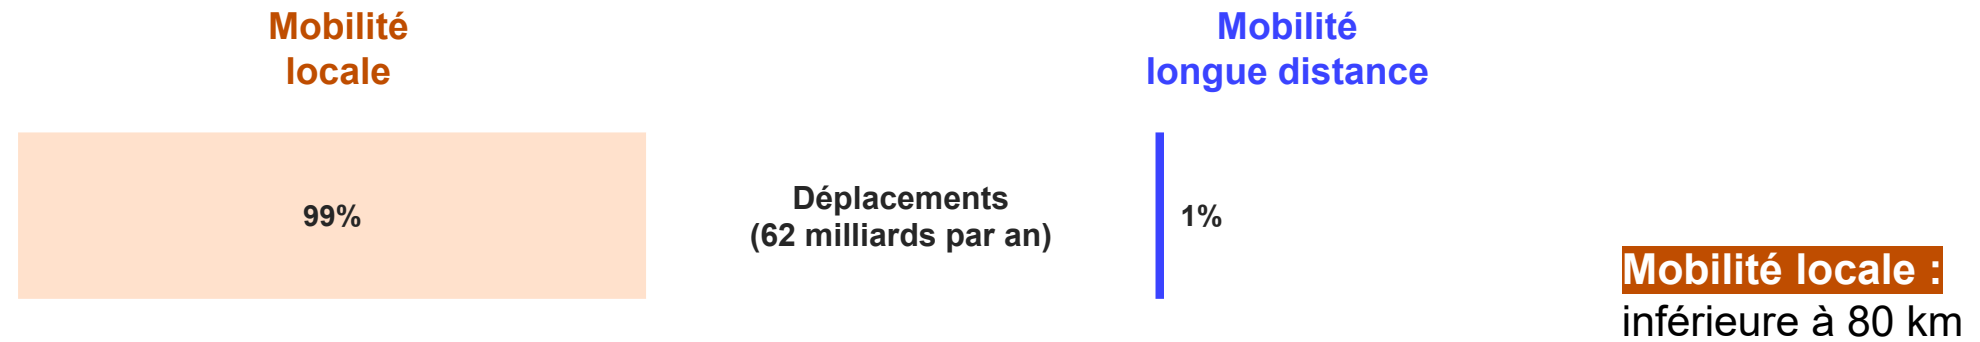 Mobilité
locale
Mobilité
longue distance
99%
Déplacements
(62 milliards par an)
1%
Mobilité locale :
inférieure à 80 km